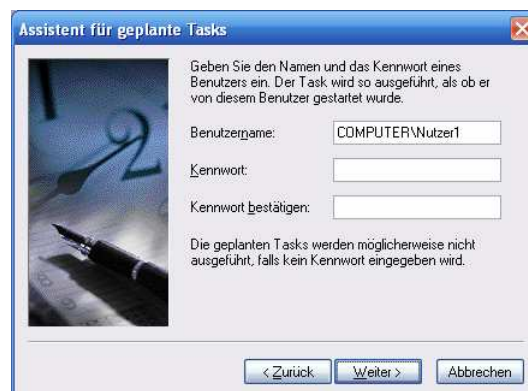 Assistent für geplante Tasks
Geben Sie den Namen und das Kennwort eines
Benutzers ein. Der Task wird so ausgeführt, als ob er
von diesem Benutzer gestartet wurde.
Benutzername: COMPUTER\Nutzer1
Kennwort:
Kennwort bestätigen:
Die geplanten Tasks werden möglicherweise nicht
ausgeführt, falls kein Kennwort eingegeben wird.
< Zurück Weiter > Abbrechen
2